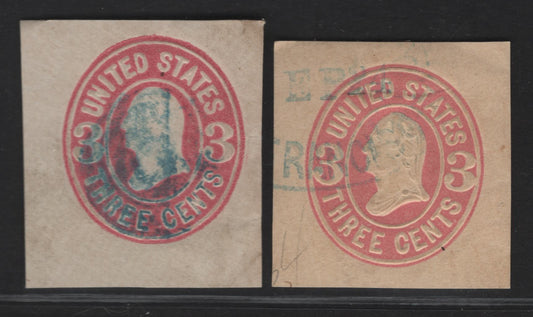 UNITED STATES
3 3
THREE CENTS
UNITED STATES
3 3
THREE CENTS